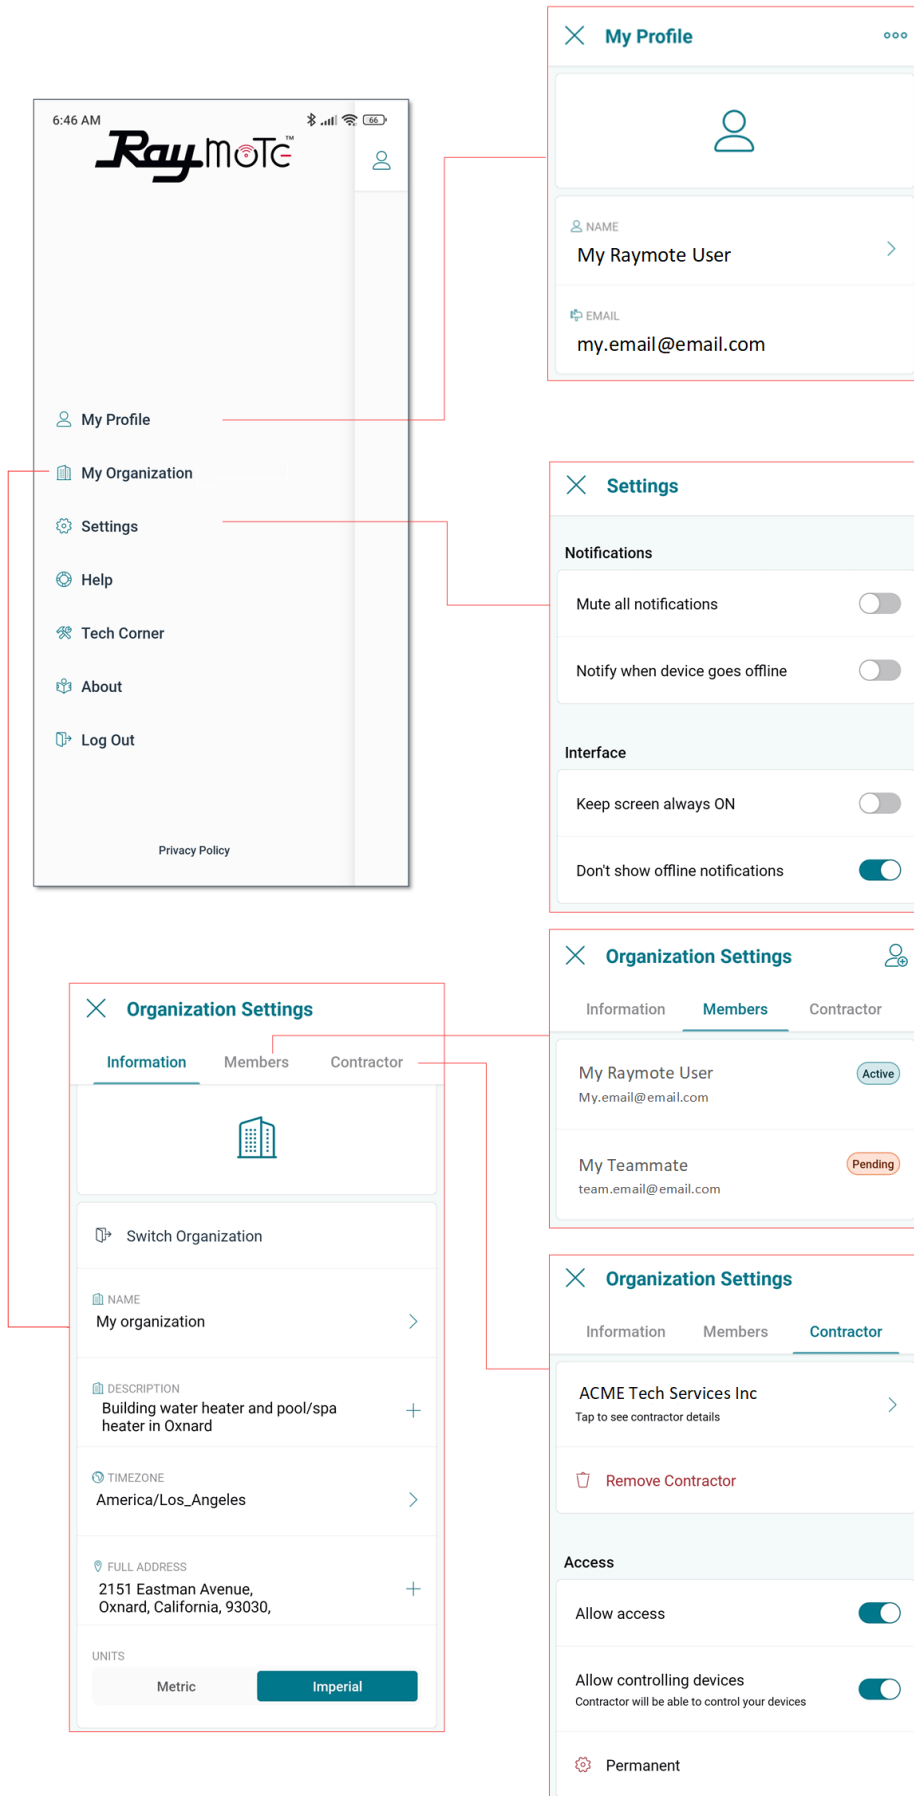 6:46 AM
66
Raymote™
My Profile
My Organization
Settings
Help
Tech Corner
About
Log Out
Privacy Policy
My Profile
NAME
My Raymote User
EMAIL
my.email@email.com
Settings
Notifications
Mute all notifications
Notify when device goes offline
Interface
Keep screen always ON
Don't show offline notifications
Organization Settings
Information Members Contractor
Switch Organization
NAME
My organization
DESCRIPTION
Building water heater and pool/spa
heater in Oxnard
TIMEZONE
America/Los_Angeles
FULL ADDRESS
2151 Eastman Avenue,
Oxnard, California, 93030,
UNITS
Metric Imperial
Organization Settings
Information Members Contractor
My Raymote User
Active
My.email@email.com
My Teammate
Pending
team.email@email.com
Organization Settings
Information Members Contractor
ACME Tech Services Inc
Tap to see contractor details
Remove Contractor
Access
Allow access
Allow controlling devices
Contractor will be able to control your devices
Permanent